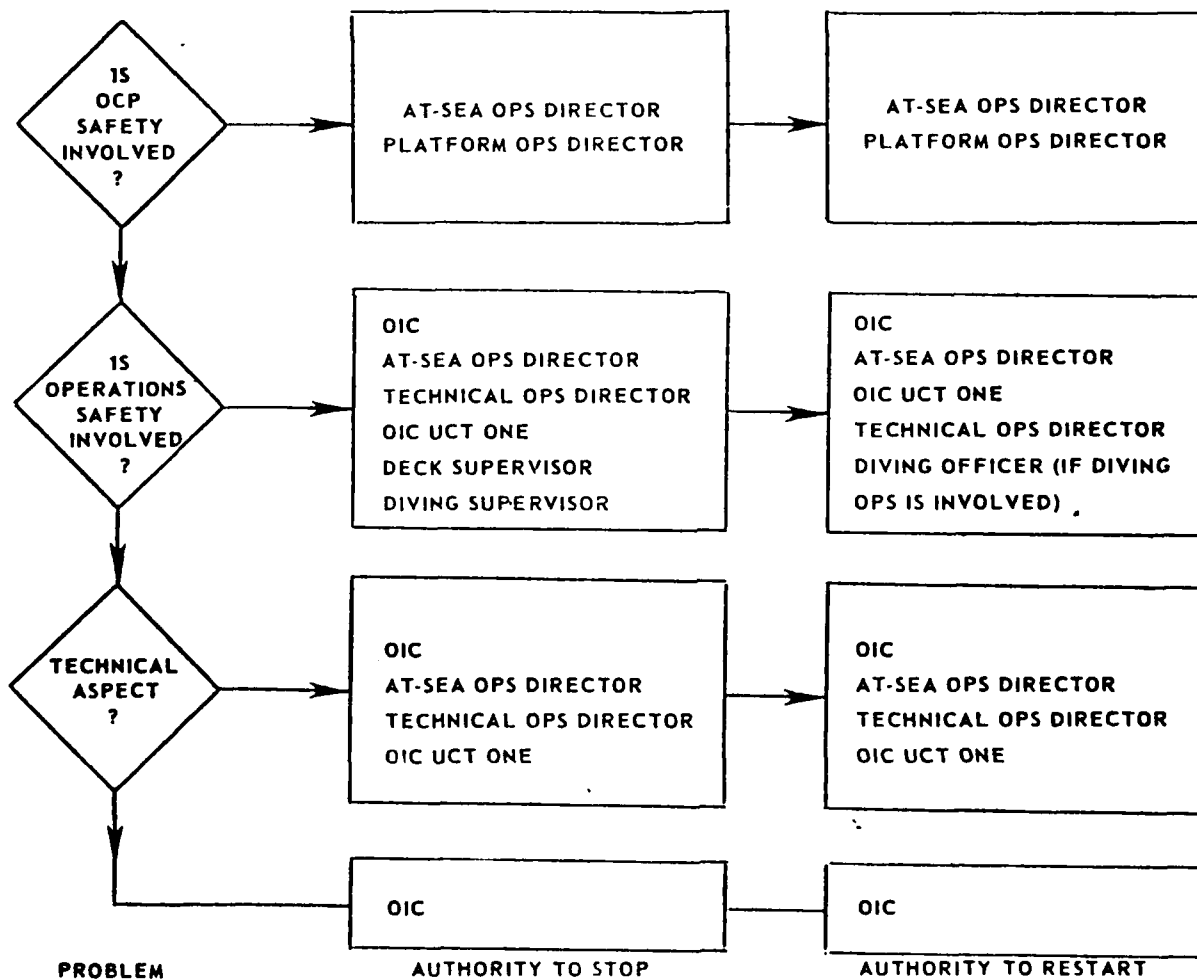 IS
OCP
SAFETY
INVOLVED
?
AT-SEA OPS DIRECTOR
PLATFORM OPS DIRECTOR
AT-SEA OPS DIRECTOR
PLATFORM OPS DIRECTOR
IS
OPERATIONS
SAFETY
INVOLVED
?
OIC
AT-SEA OPS DIRECTOR
TECHNICAL OPS DIRECTOR
OIC UCT ONE
DECK SUPERVISOR
DIVING SUPERVISOR
OIC
AT-SEA OPS DIRECTOR
OIC UCT ONE
TECHNICAL OPS DIRECTOR
DIVING OFFICER (IF DIVING
OPS IS INVOLVED)
TECHNICAL
ASPECT
?
OIC
AT-SEA OPS DIRECTOR
TECHNICAL OPS DIRECTOR
OIC UCT ONE
OIC
AT-SEA OPS DIRECTOR
TECHNICAL OPS DIRECTOR
OIC UCT ONE
OIC
OIC
PROBLEM
AUTHORITY TO STOP
AUTHORITY TO RESTART